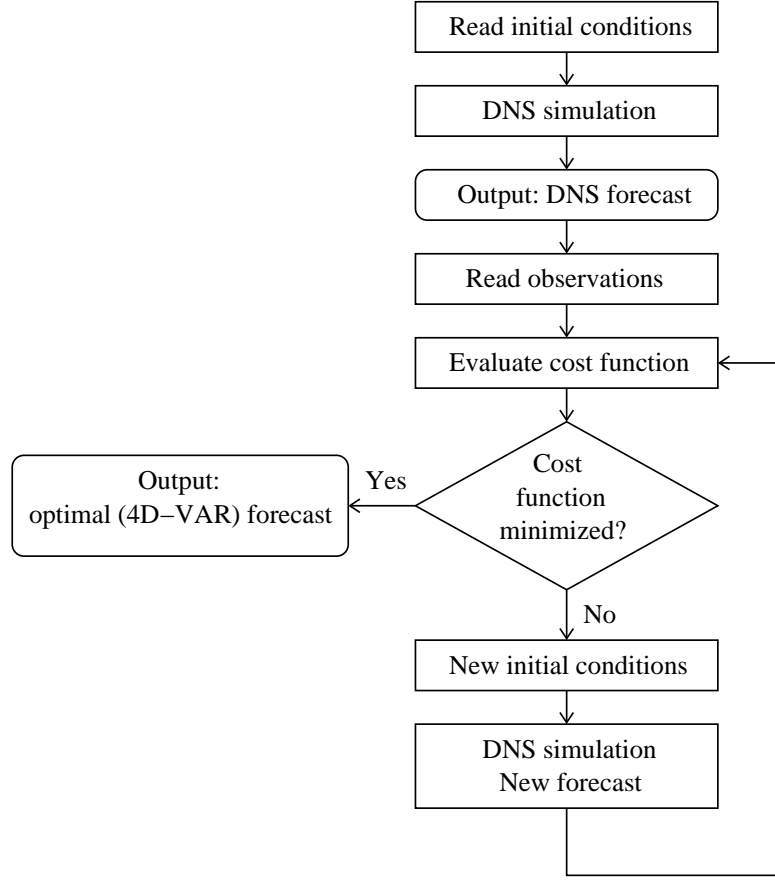 Read initial conditions
DNS simulation
Output: DNS forecast
Read observations
Evaluate cost function
Cost
function
minimized?
Yes
Output:
optimal (4D−VAR) forecast
No
New initial conditions
DNS simulation
New forecast